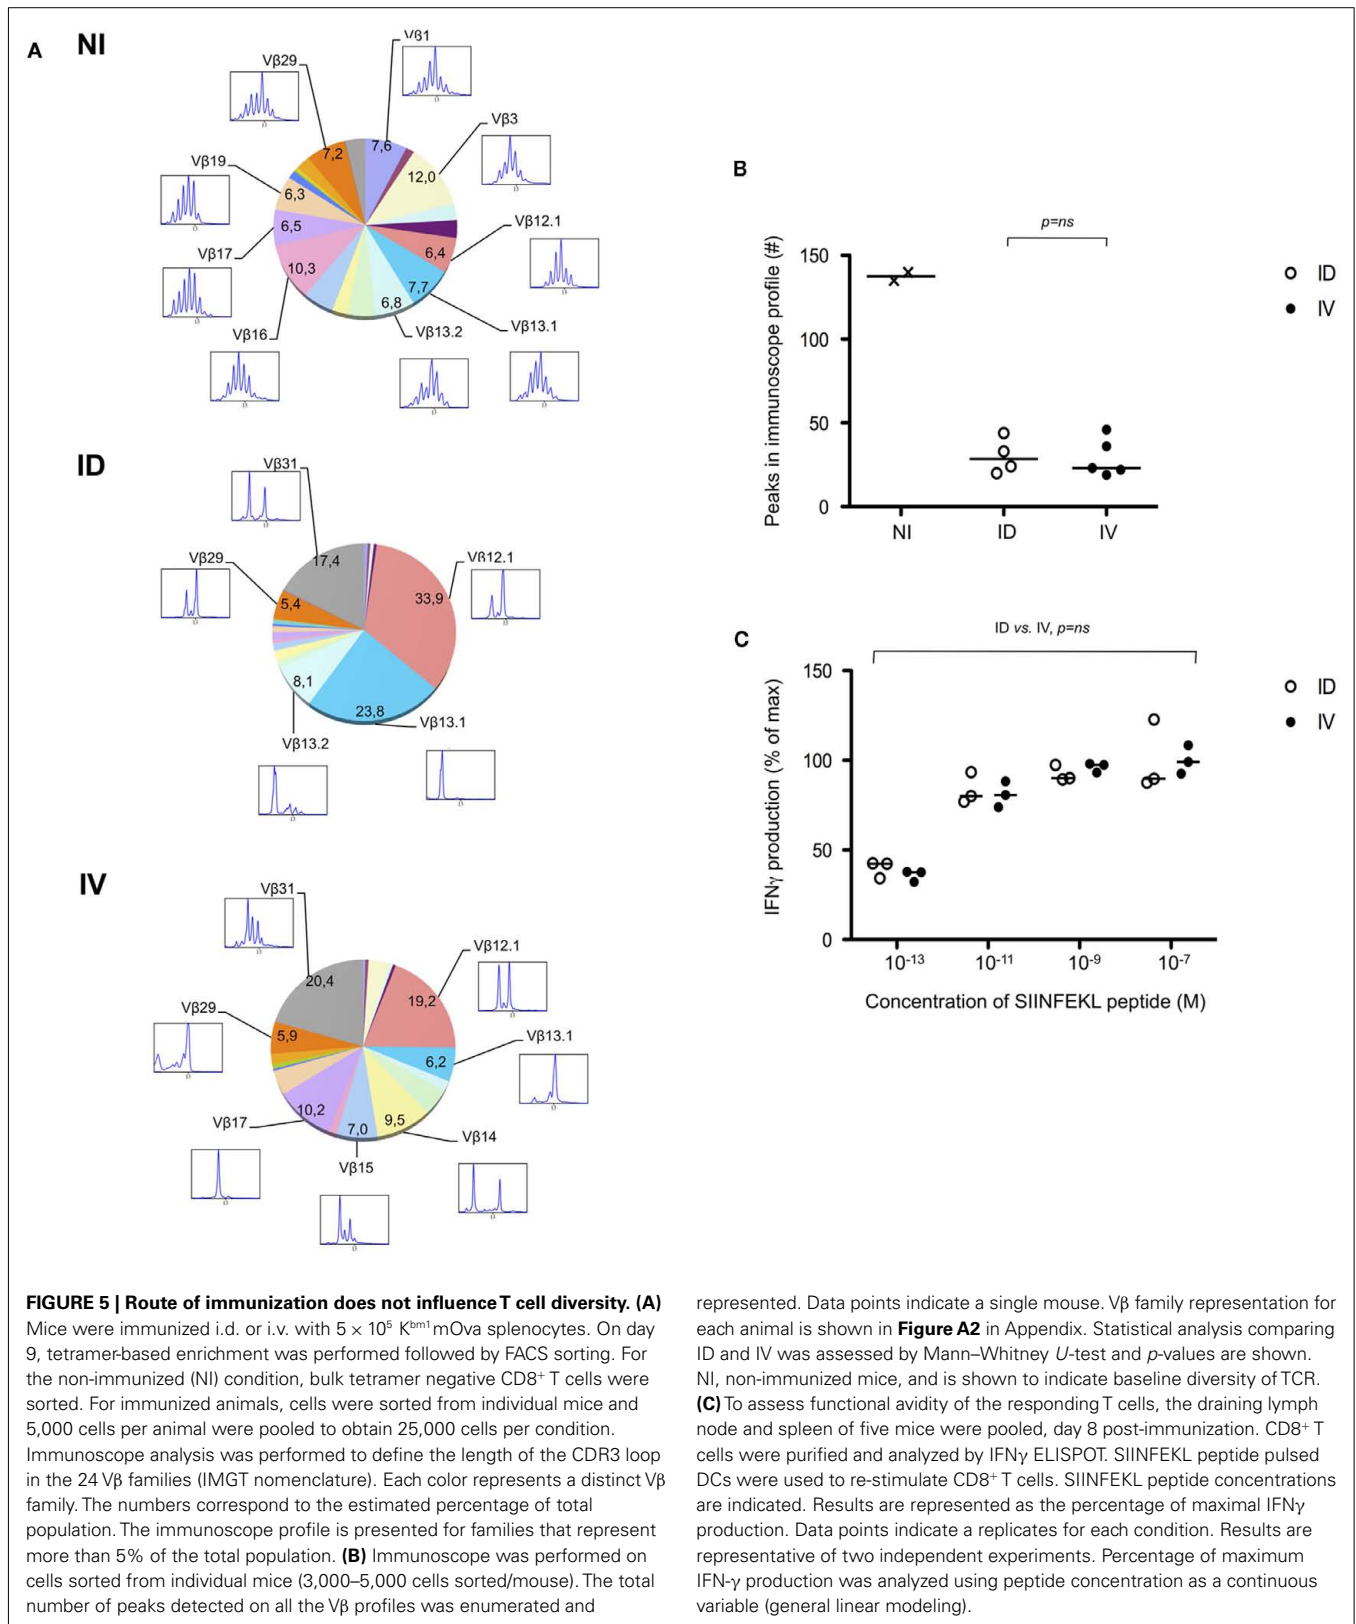 A
NI
Vβ1
Vβ29
Vβ3
7,2
7,6
12,0
Vβ19
6,3
Vβ12.1
6,5
6,4
Vβ17
10,3
7,7
6,8
Vβ13.1
Vβ16
Vβ13.2
ID
Vβ31
17,4
Vβ12.1
Vβ29
5,4
33,9
8,1
23,8
Vβ13.1
Vβ13.2
IV
Vβ31
Vβ12.1
20,4
19,2
Vβ29
5,9
Vβ13.1
6,2
10,2
9,5
Vβ17
7,0
Vβ14
Vβ15
B
p=ns
Peaks in immunoscope profile (#)
150
100
50
0
NI ID IV
ID
IV
C
ID vs. IV, p=ns
IFNγ production (% of max)
150
100
50
0
10⁻¹³ 10⁻¹¹ 10⁻⁹ 10⁻⁷
Concentration of SIINFEKL peptide (M)
ID
IV
FIGURE 5 | Route of immunization does not influence T cell diversity. (A)
Mice were immunized i.d. or i.v. with 5 × 10⁵ Kᵇᵐ¹mOva splenocytes. On day
9, tetramer-based enrichment was performed followed by FACS sorting. For
the non-immunized (NI) condition, bulk tetramer negative CD8⁺ T cells were
sorted. For immunized animals, cells were sorted from individual mice and
5,000 cells per animal were pooled to obtain 25,000 cells per condition.
Immunoscope analysis was performed to define the length of the CDR3 loop
in the 24 Vβ families (IMGT nomenclature). Each color represents a distinct Vβ
family. The numbers correspond to the estimated percentage of total
population. The immunoscope profile is presented for families that represent
more than 5% of the total population. (B) Immunoscope was performed on
cells sorted from individual mice (3,000–5,000 cells sorted/mouse). The total
number of peaks detected on all the Vβ profiles was enumerated and
represented. Data points indicate a single mouse. Vβ family representation for
each animal is shown in Figure A2 in Appendix. Statistical analysis comparing
ID and IV was assessed by Mann–Whitney U-test and p-values are shown.
NI, non-immunized mice, and is shown to indicate baseline diversity of TCR.
(C) To assess functional avidity of the responding T cells, the draining lymph
node and spleen of five mice were pooled, day 8 post-immunization. CD8⁺ T
cells were purified and analyzed by IFNγ ELISPOT. SIINFEKL peptide pulsed
DCs were used to re-stimulate CD8⁺ T cells. SIINFEKL peptide concentrations
are indicated. Results are represented as the percentage of maximal IFNγ
production. Data points indicate a replicates for each condition. Results are
representative of two independent experiments. Percentage of maximum
IFN-γ production was analyzed using peptide concentration as a continuous
variable (general linear modeling).